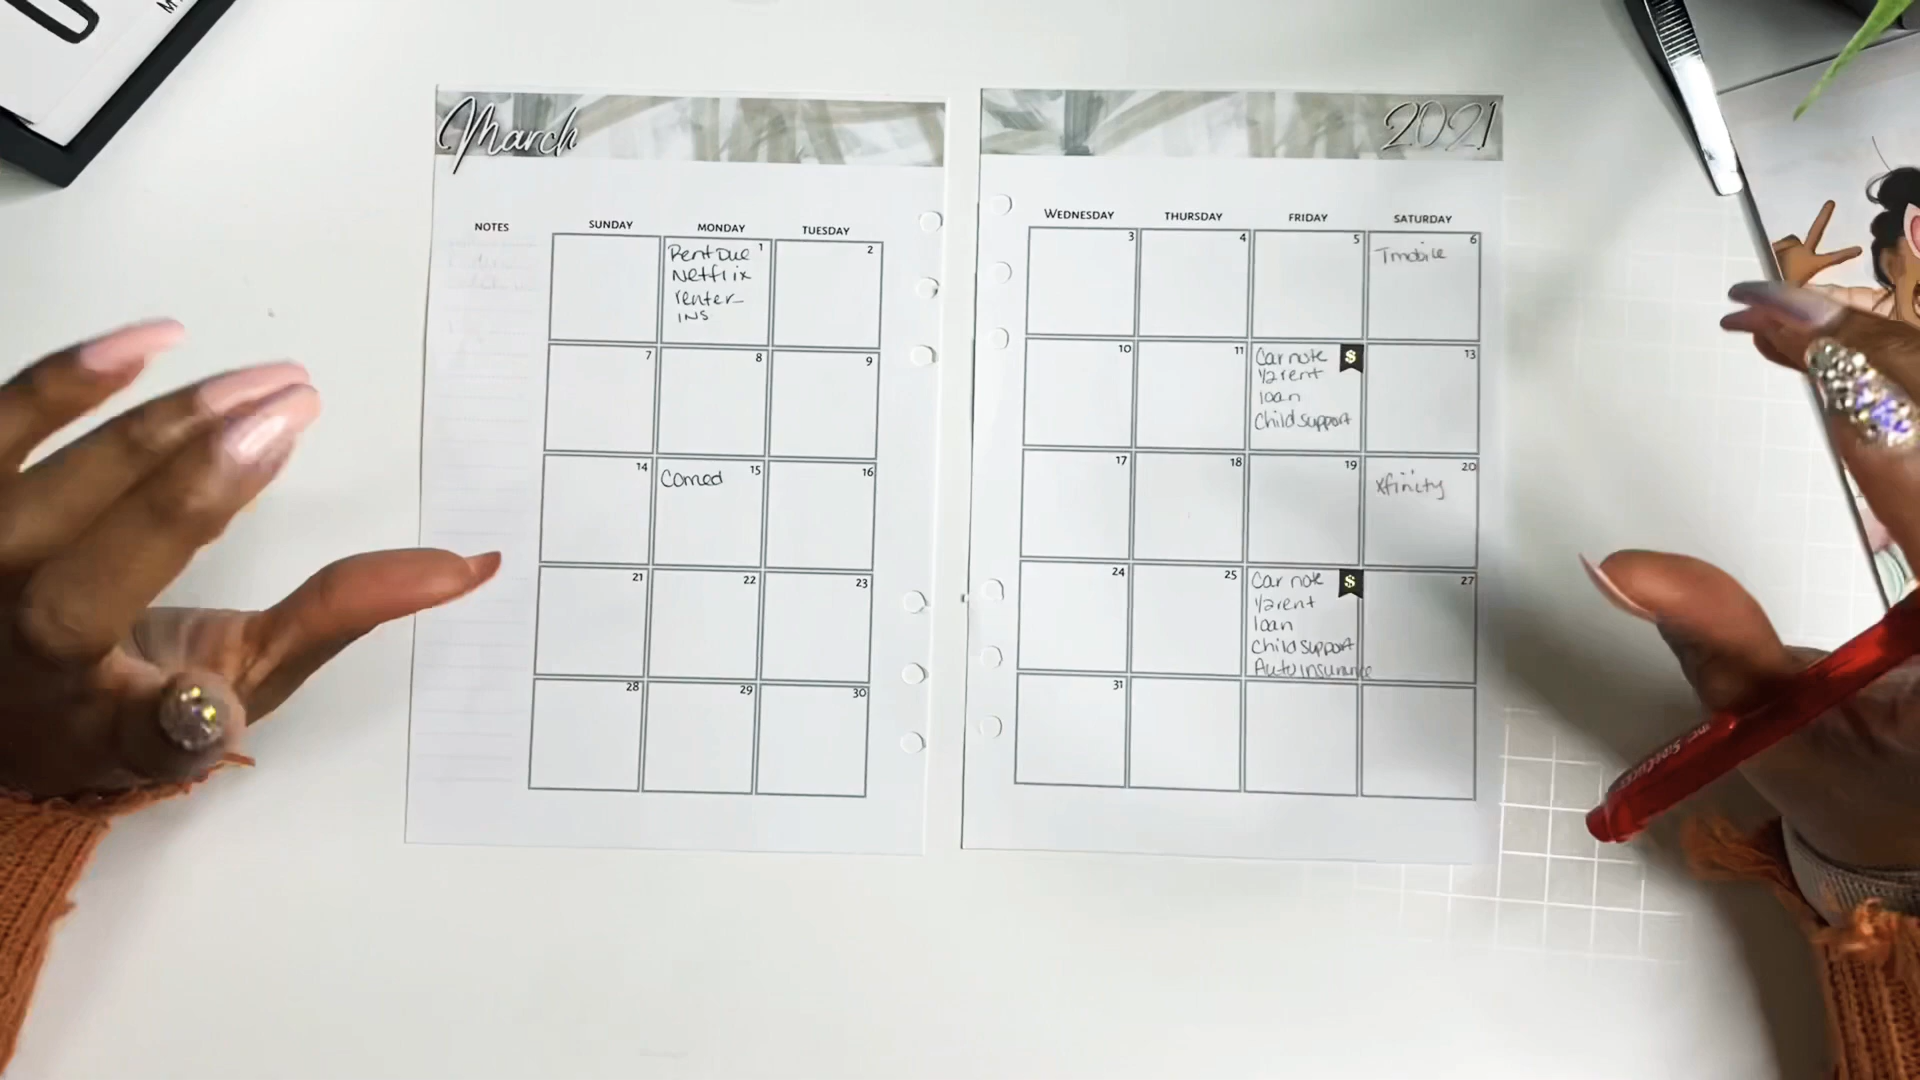 March
2021
NOTES
SUNDAY
MONDAY
TUESDAY
WEDNESDAY
THURSDAY
FRIDAY
SATURDAY
1
Rent Due
Netflix
renter
INS
2
3
4
5
6
Tmobile
7
8
9
10
11
Car note
1/2 rent
loan
Child support
$
13
14
15
Comed
16
17
18
19
20
xfinity
21
22
23
24
25
Car note
1/2 rent
loan
Child support
Auto Insurance
$
27
28
29
30
31